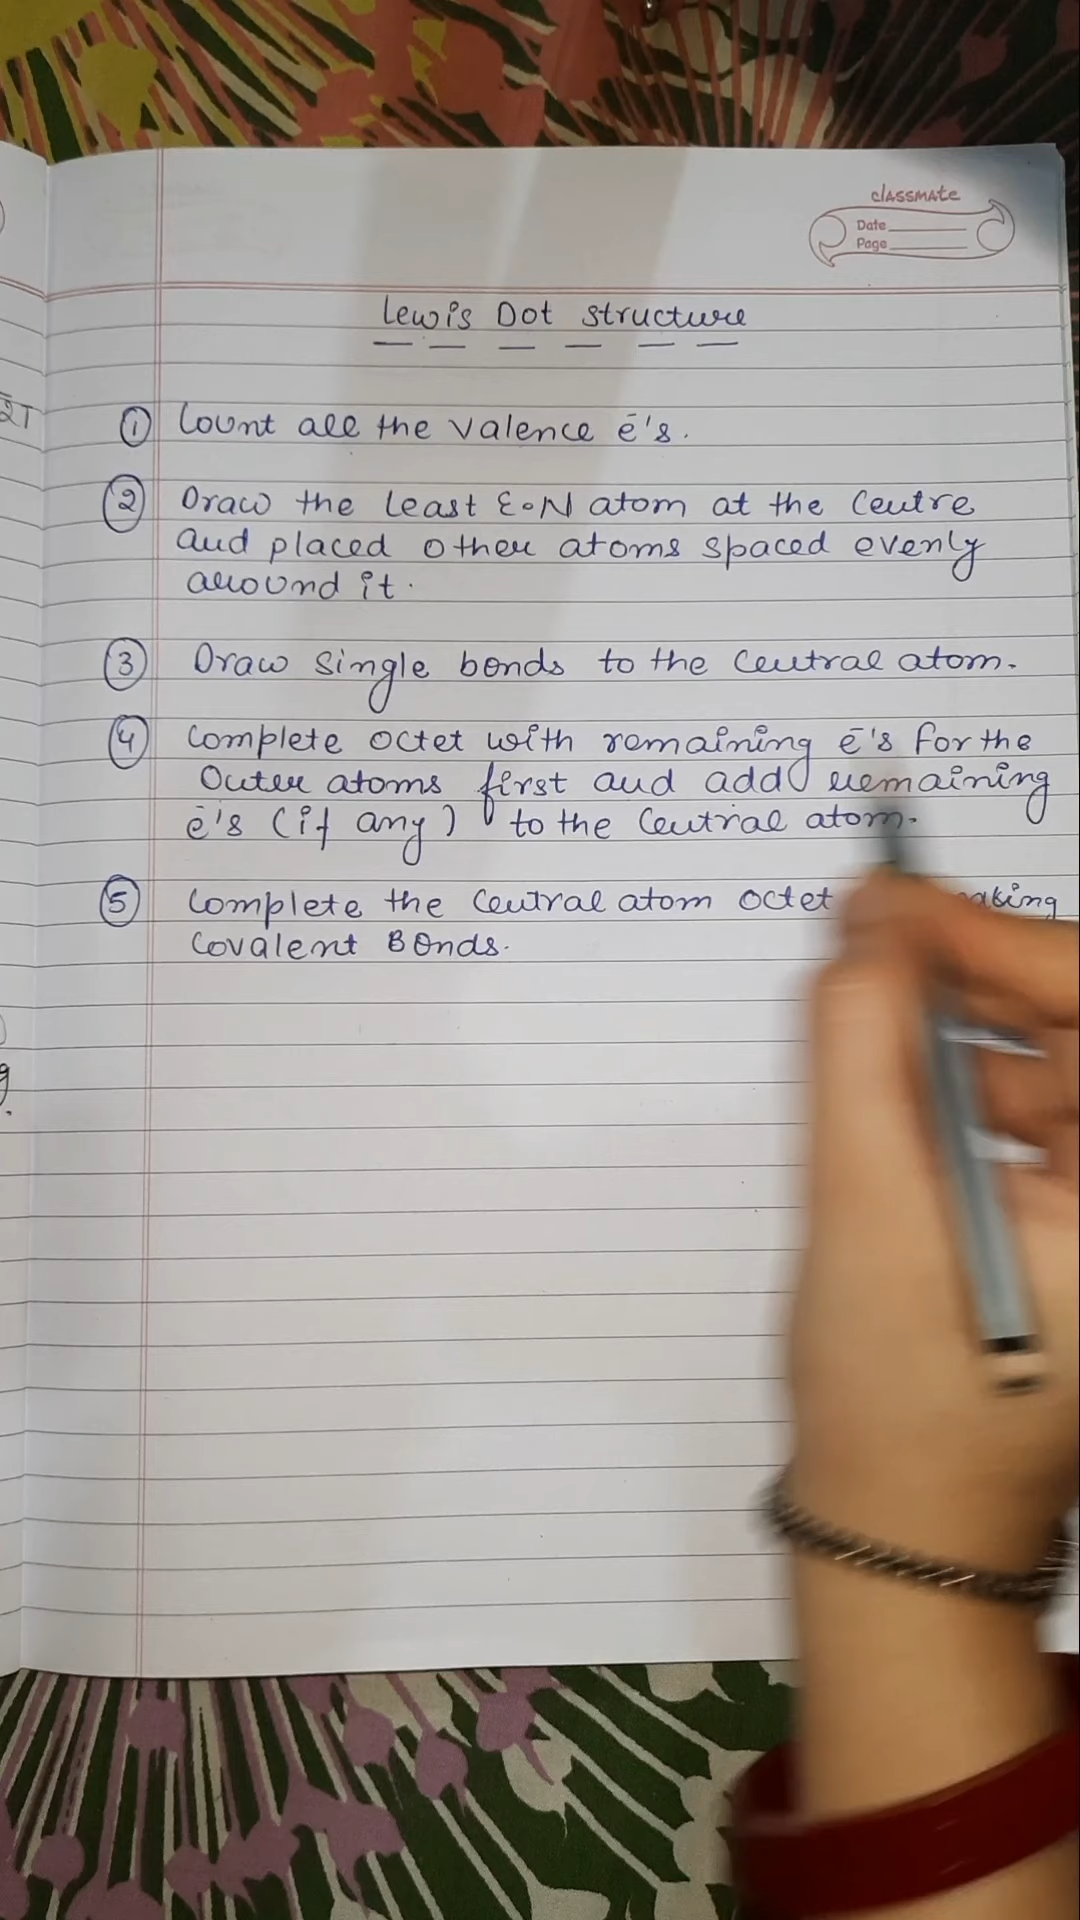 classmate
Date
Page
Lewis Dot Structure
① Count all the valence ē's.
② Draw the least E.N atom at the centre
and placed other atoms spaced evenly
around it.
③ Draw single bonds to the central atom.
④ Complete octet with remaining ē's for the
outer atoms first and add remaining
ē's (if any) to the central atom.
⑤ Complete the central atom octet
Covalent Bonds.